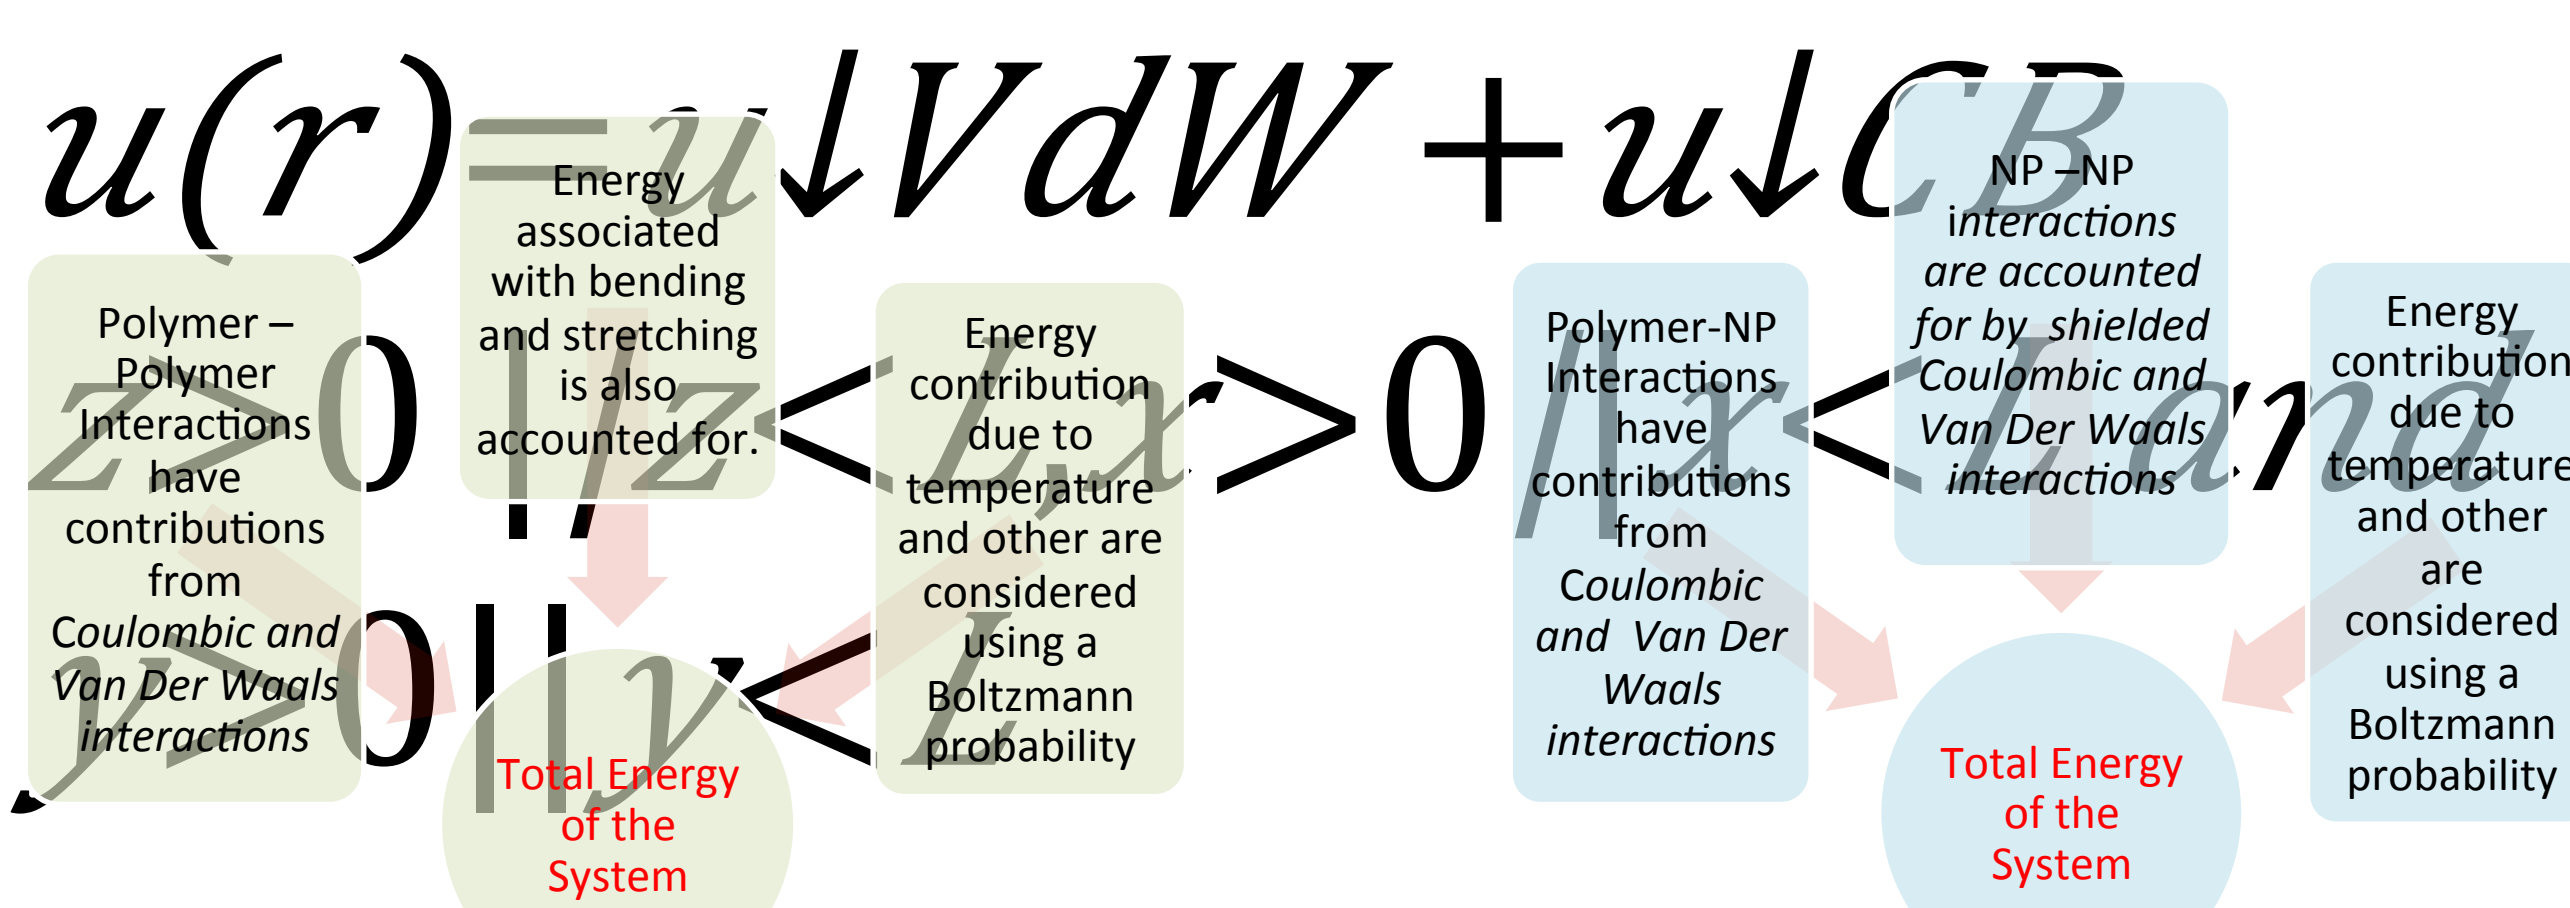 u(r)=u↓VdW +u↓CB
z>0 ||z<L,x>0 ||x<L and
y>0||y<L
Polymer –
Polymer
Interactions
have
contributions
from
Coulombic and
Van Der Waals
interactions
Energy
associated
with bending
and stretching
is also
accounted for.
Energy
contribution
due to
temperature
and other are
considered
using a
Boltzmann
probability
Total Energy
of the
System
Polymer-NP
Interactions
have
contributions
from
Coulombic
and Van Der
Waals
interactions
NP –NP
interactions
are accounted
for by shielded
Coulombic and
Van Der Waals
interactions
Energy
contribution
due to
temperature
and other
are
considered
using a
Boltzmann
probability
Total Energy
of the
System